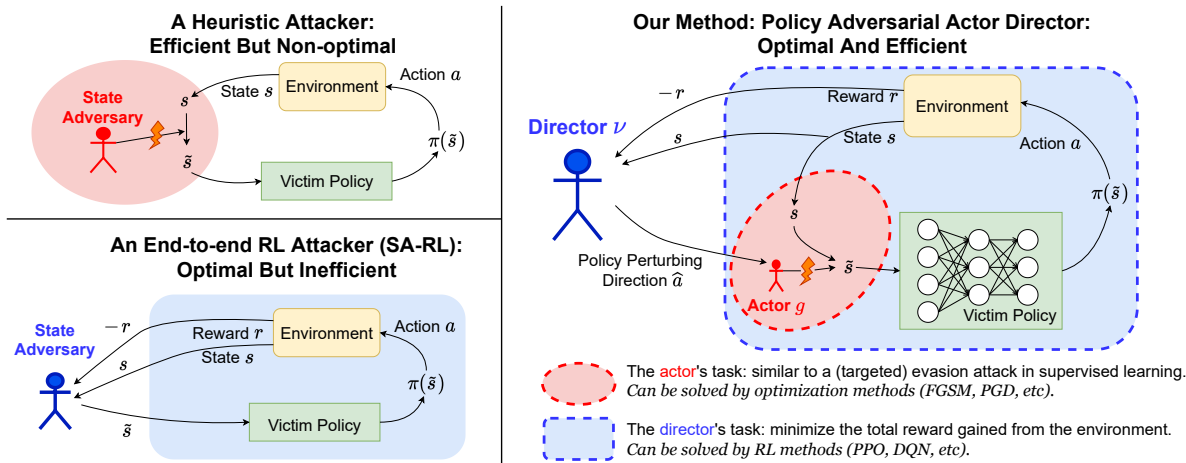 A Heuristic Attacker:
Efficient But Non-optimal
State
Adversary
s
s̃
State s
Environment
Action a
π(s̃)
Victim Policy
An End-to-end RL Attacker (SA-RL):
Optimal But Inefficient
State
Adversary
−r
s
s̃
Reward r
State s
Environment
Action a
π(s̃)
Victim Policy
Our Method: Policy Adversarial Actor Director:
Optimal And Efficient
Director ν
−r
s
Reward r
State s
Environment
Action a
π(s̃)
s
s̃
Policy Perturbing
Direction â
Actor g
Victim Policy
The actor's task: similar to a (targeted) evasion attack in supervised learning.
Can be solved by optimization methods (FGSM, PGD, etc).
The director's task: minimize the total reward gained from the environment.
Can be solved by RL methods (PPO, DQN, etc).